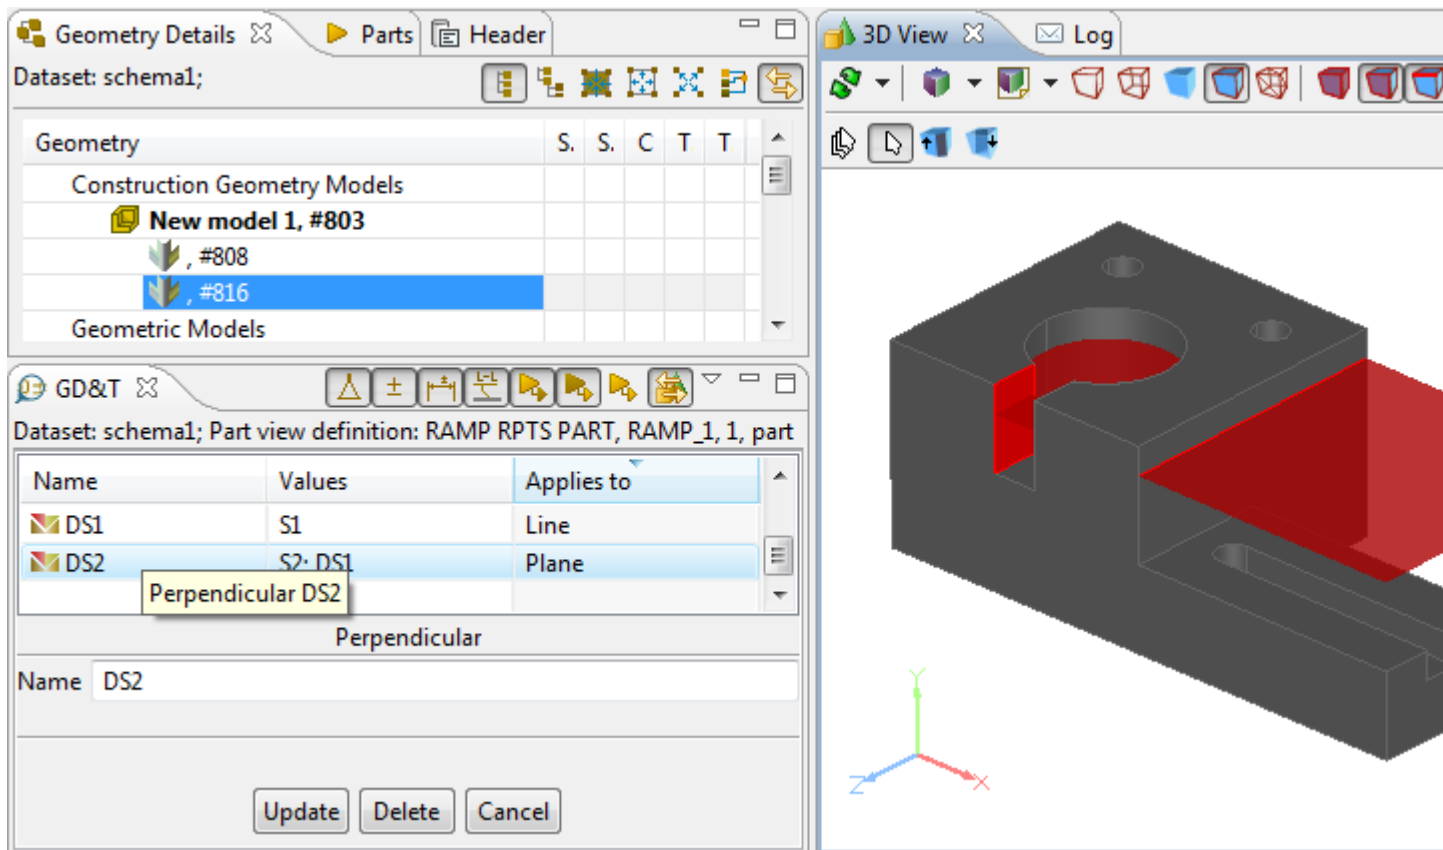 Geometry Details
Parts
Header
Dataset: schema1;
Geometry S. S. C T T
Construction Geometry Models
New model 1, #803
, #808
, #816
Geometric Models
GD&T
Dataset: schema1; Part view definition: RAMP RPTS PART, RAMP_1, 1, part
Name Values Applies to
DS1 S1 Line
DS2 S2; DS1 Plane
Perpendicular DS2
Perpendicular
Name DS2
Update Delete Cancel
3D View
Log
Y
Z
X